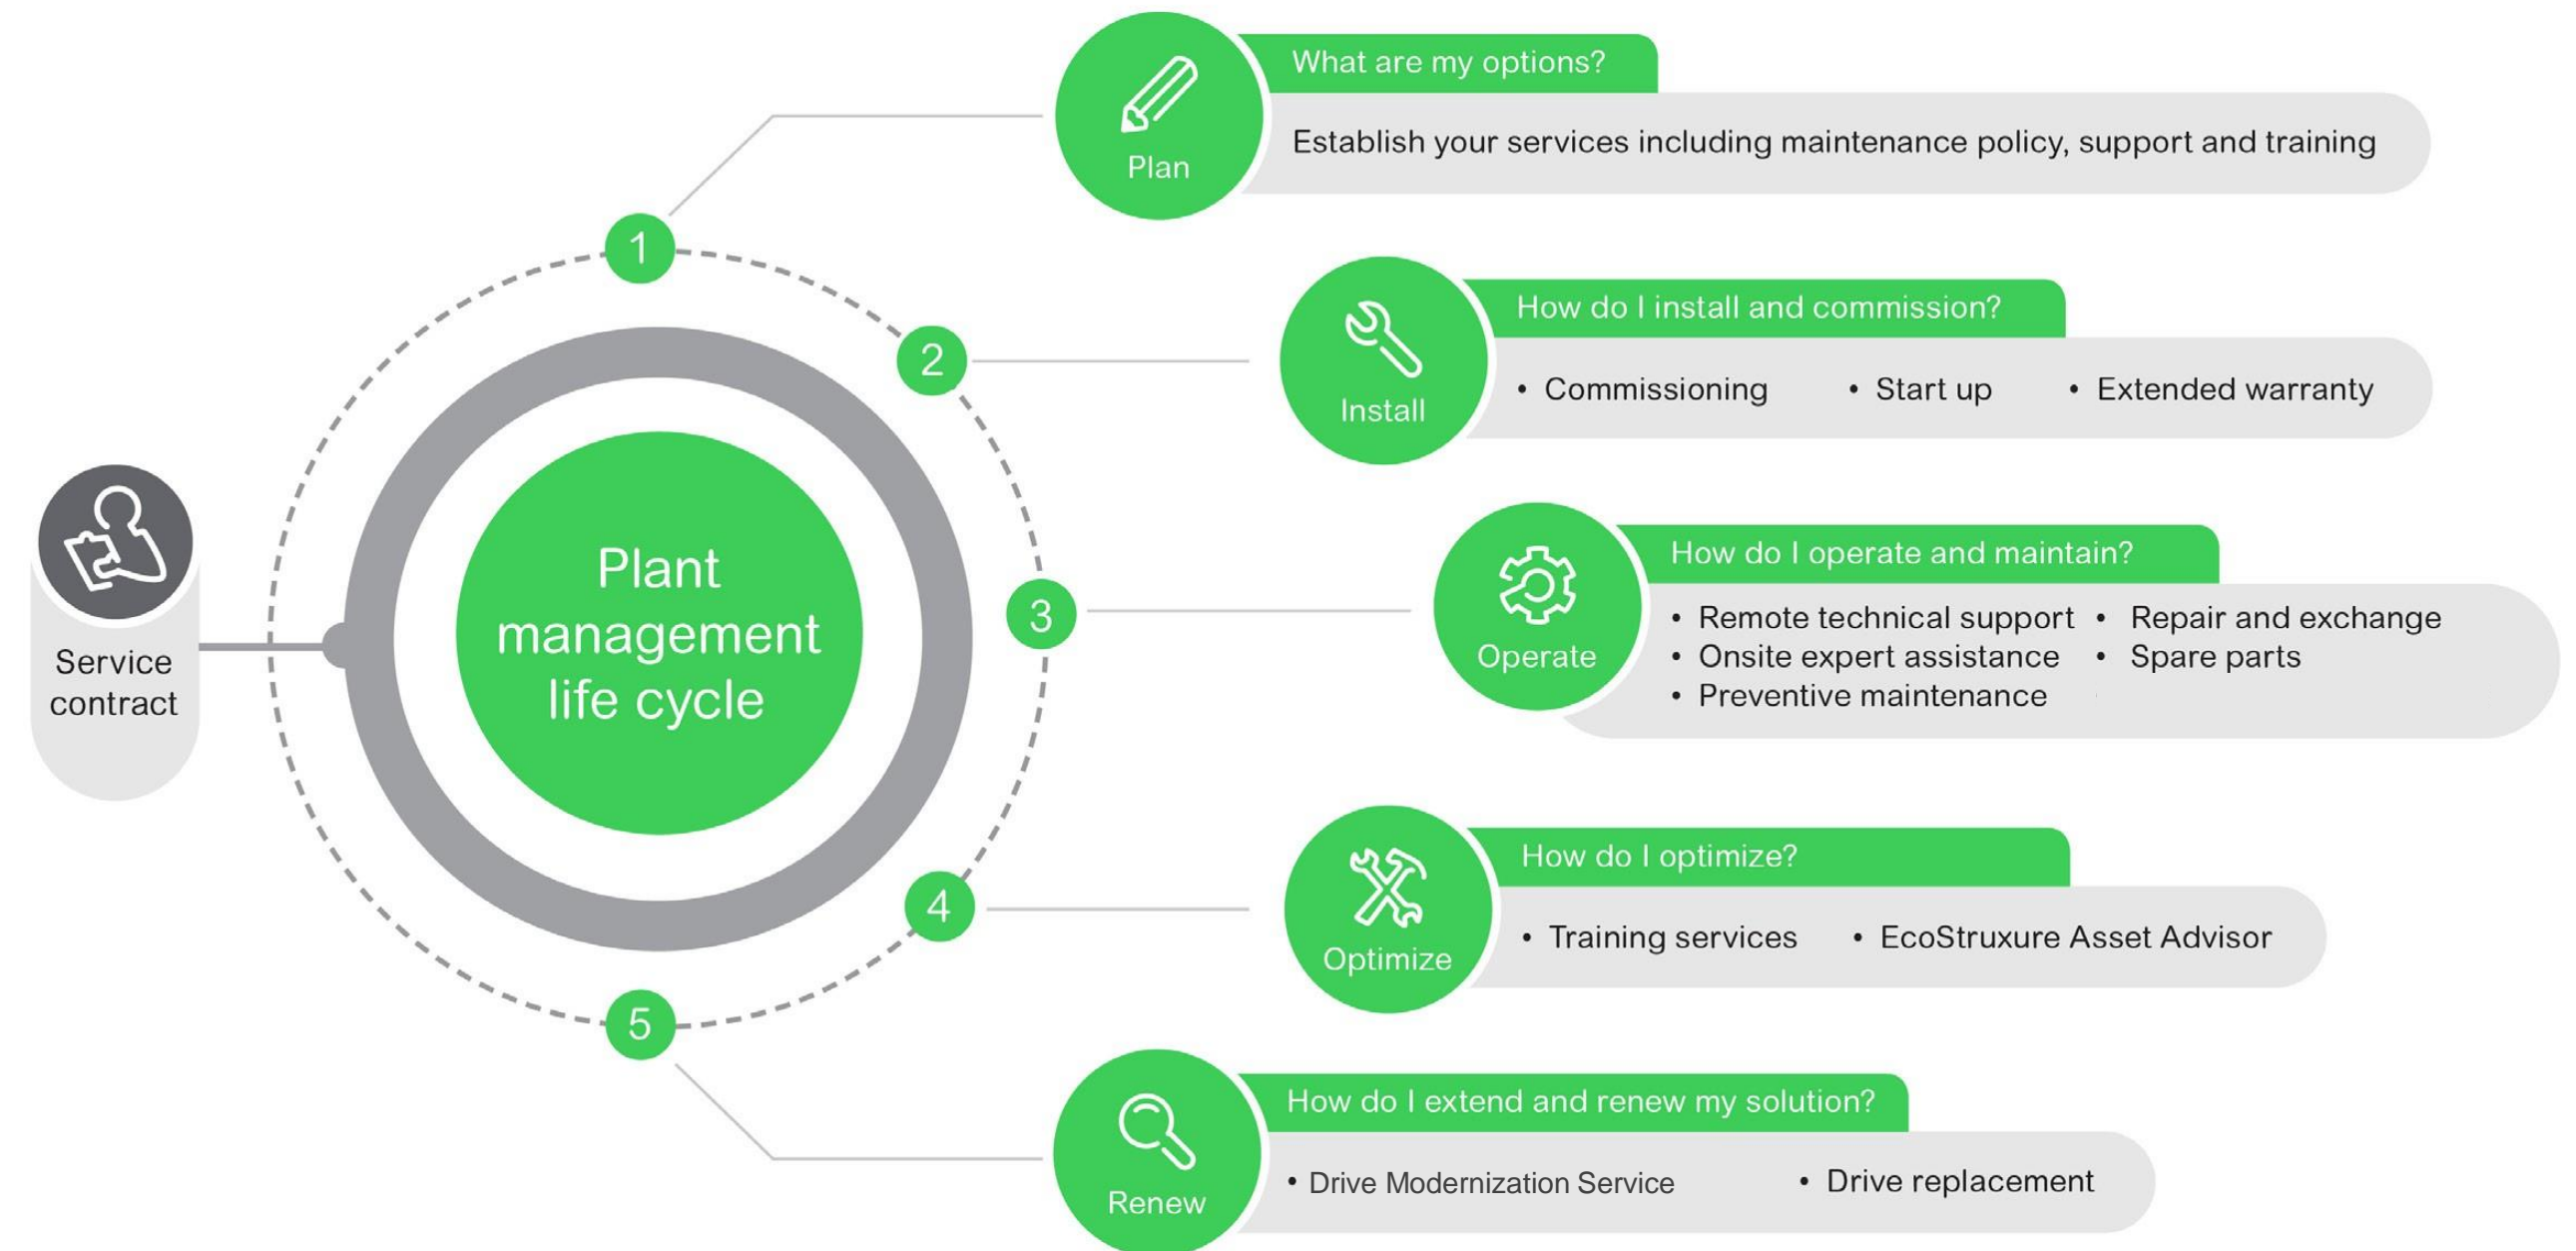 Service
contract
Plant
management
life cycle
1
Plan
What are my options?
Establish your services including maintenance policy, support and training
2
Install
How do I install and commission?
• Commissioning • Start up • Extended warranty
3
Operate
How do I operate and maintain?
• Remote technical support • Repair and exchange
• Onsite expert assistance • Spare parts
• Preventive maintenance
4
Optimize
How do I optimize?
• Training services • EcoStruxure Asset Advisor
5
Renew
How do I extend and renew my solution?
• Drive Modernization Service • Drive replacement